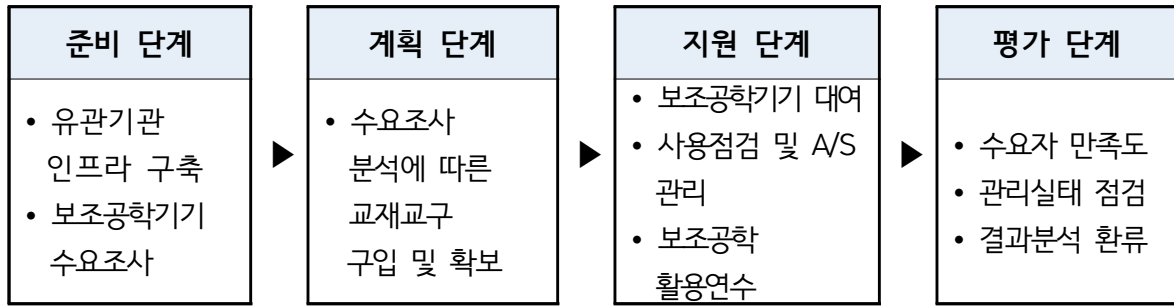 준비 단계
• 유관기관
인프라 구축
• 보조공학기기
수요조사
▶
계획 단계
• 수요조사
분석에 따른
교재교구
구입 및 확보
▶
지원 단계
• 보조공학기기 대여
• 사용점검 및 A/S
관리
• 보조공학
활용연수
▶
평가 단계
• 수요자 만족도
• 관리실태 점검
• 결과분석 환류